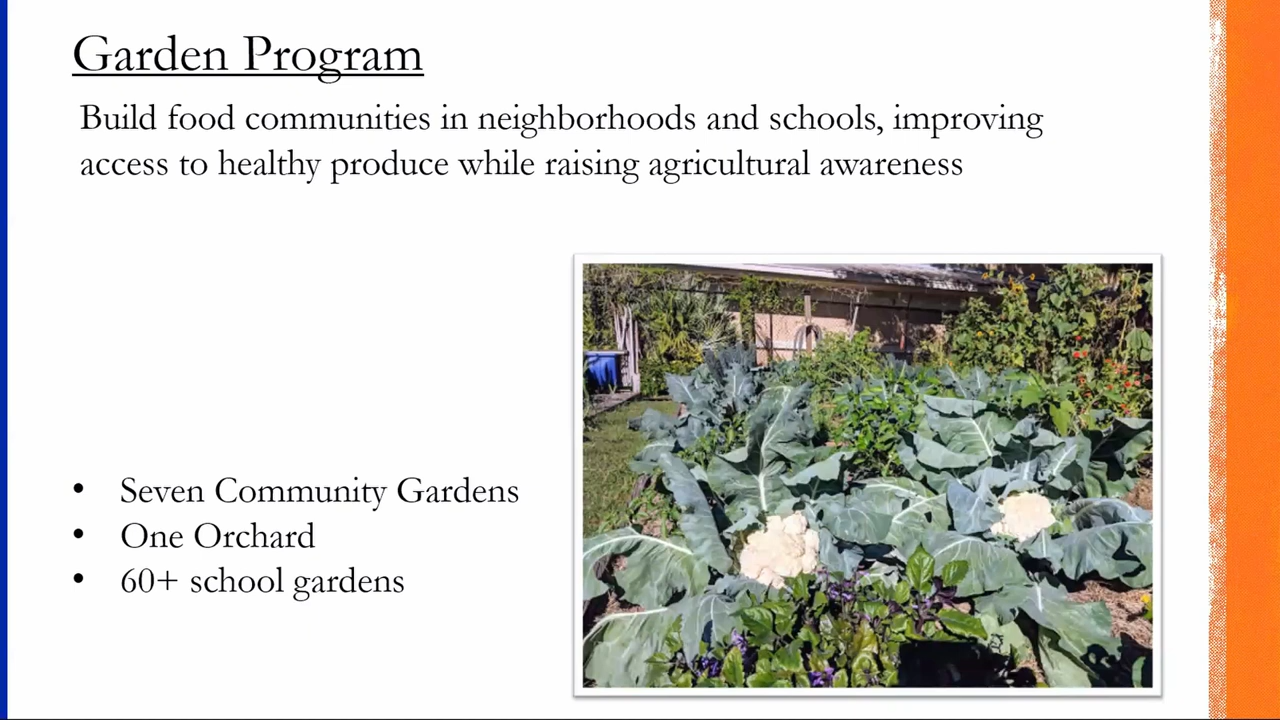 Garden Program
Build food communities in neighborhoods and schools, improving
access to healthy produce while raising agricultural awareness
• Seven Community Gardens
• One Orchard
• 60+ school gardens